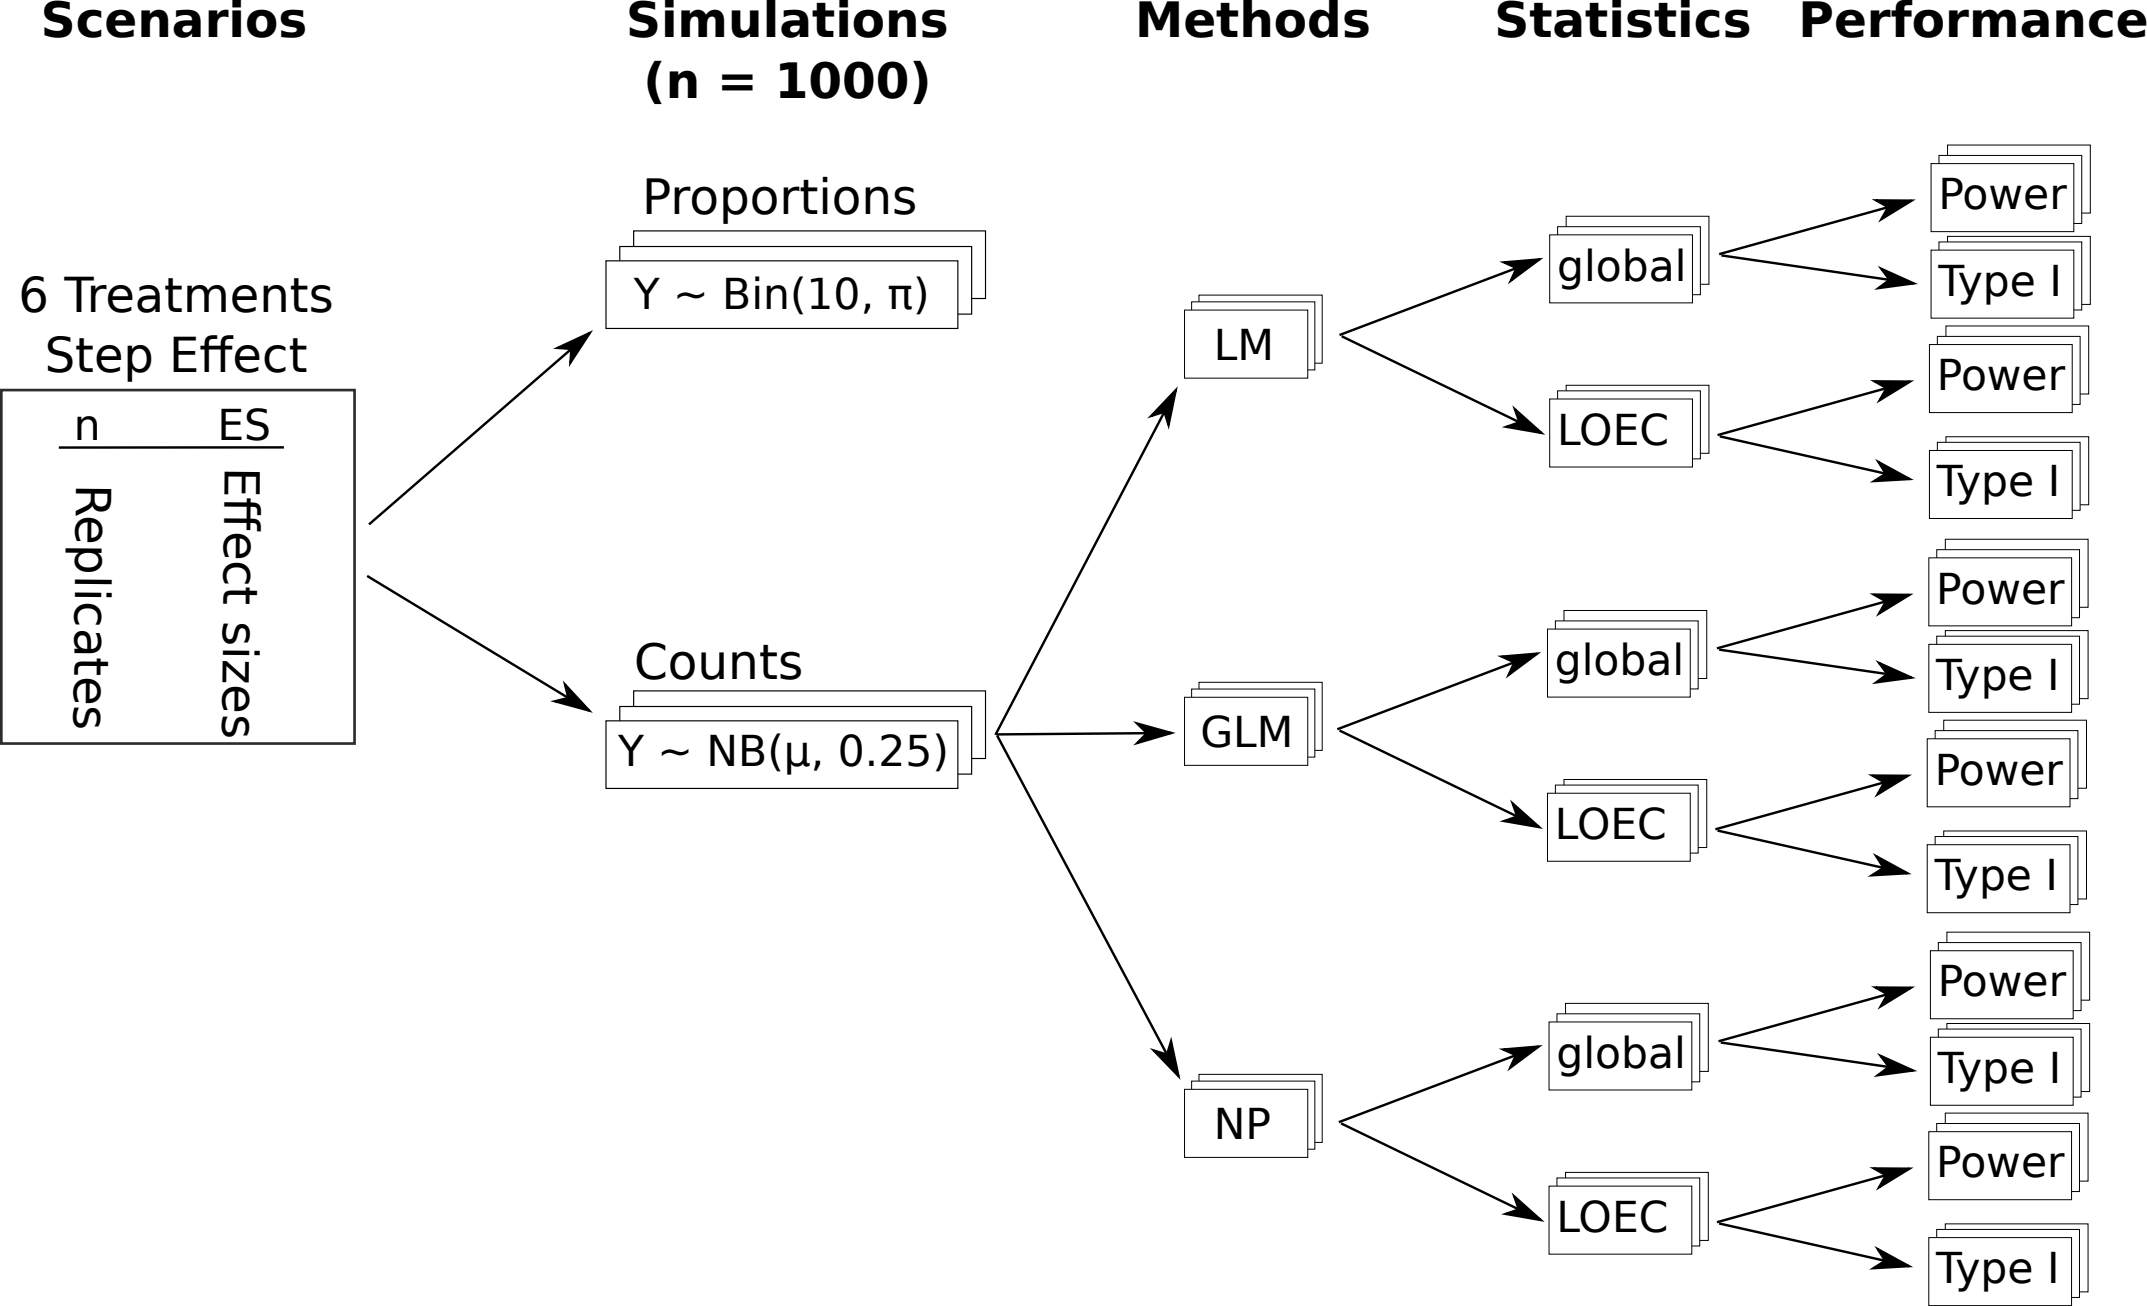 Scenarios
Simulations
(n = 1000)
Methods
Statistics
Performance
6 Treatments
Step Effect
n
ES
Replicates
Effect sizes
Proportions
Y ~ Bin(10, π)
Counts
Y ~ NB(μ, 0.25)
LM
GLM
NP
global
LOEC
global
LOEC
global
LOEC
Power
Type I
Power
Type I
Power
Type I
Power
Type I
Power
Type I
Power
Type I